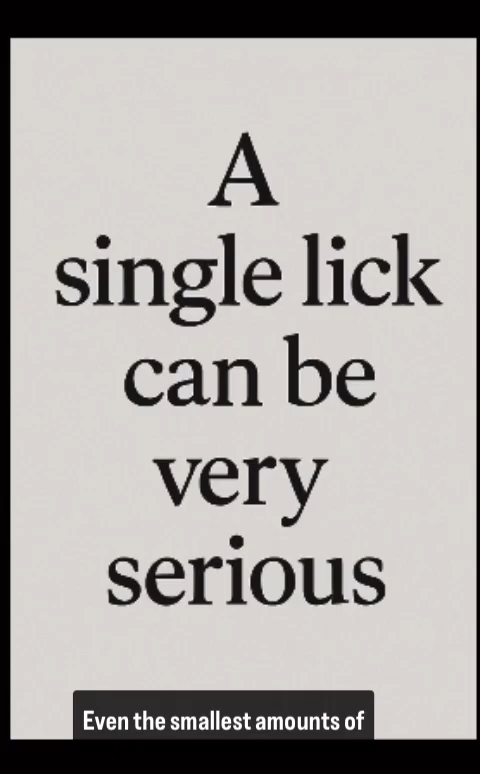 A
single lick
can be
very
serious
Even the smallest amounts of